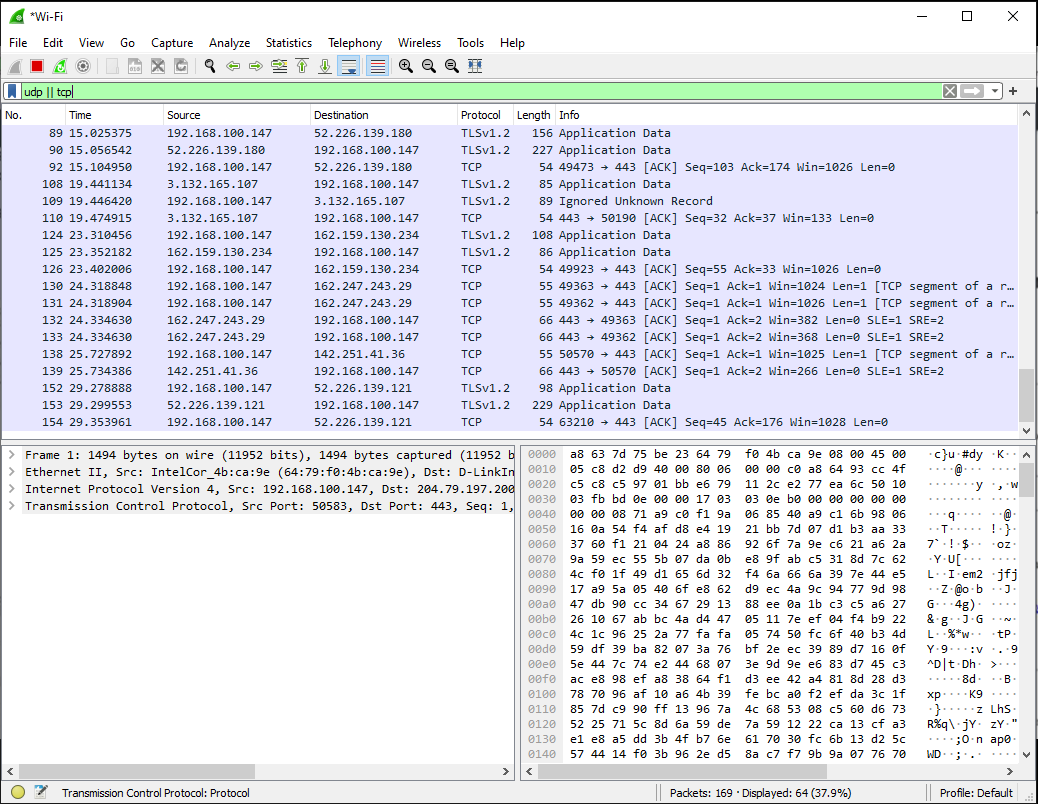 *Wi-Fi
File Edit View Go Capture Analyze Statistics Telephony Wireless Tools Help
udp || tcp
No. Time Source Destination Protocol Length Info
89 15.025375 192.168.100.147 52.226.139.180 TLSv1.2 156 Application Data
90 15.056542 52.226.139.180 192.168.100.147 TLSv1.2 227 Application Data
92 15.104950 192.168.100.147 52.226.139.180 TCP 54 49473 → 443 [ACK] Seq=103 Ack=174 Win=1026 Len=0
108 19.441134 3.132.165.107 192.168.100.147 TLSv1.2 85 Application Data
109 19.446420 192.168.100.147 3.132.165.107 TLSv1.2 89 Ignored Unknown Record
110 19.474915 3.132.165.107 192.168.100.147 TCP 54 443 → 50190 [ACK] Seq=32 Ack=37 Win=133 Len=0
124 23.310456 192.168.100.147 162.159.130.234 TLSv1.2 108 Application Data
125 23.352182 162.159.130.234 192.168.100.147 TLSv1.2 86 Application Data
126 23.402006 192.168.100.147 162.159.130.234 TCP 54 49923 → 443 [ACK] Seq=55 Ack=33 Win=1026 Len=0
130 24.318848 192.168.100.147 162.247.243.29 TCP 55 49363 → 443 [ACK] Seq=1 Ack=1 Win=1024 Len=1 [TCP segment of a r…
131 24.318904 192.168.100.147 162.247.243.29 TCP 55 49362 → 443 [ACK] Seq=1 Ack=1 Win=1026 Len=1 [TCP segment of a r…
132 24.334630 162.247.243.29 192.168.100.147 TCP 66 443 → 49363 [ACK] Seq=1 Ack=2 Win=382 Len=0 SLE=1 SRE=2
133 24.334630 162.247.243.29 192.168.100.147 TCP 66 443 → 49362 [ACK] Seq=1 Ack=2 Win=368 Len=0 SLE=1 SRE=2
138 25.727892 192.168.100.147 142.251.41.36 TCP 55 50570 → 443 [ACK] Seq=1 Ack=1 Win=1025 Len=1 [TCP segment of a r…
139 25.734386 142.251.41.36 192.168.100.147 TCP 66 443 → 50570 [ACK] Seq=1 Ack=2 Win=266 Len=0 SLE=1 SRE=2
152 29.278888 192.168.100.147 52.226.139.121 TLSv1.2 98 Application Data
153 29.299553 52.226.139.121 192.168.100.147 TLSv1.2 229 Application Data
154 29.353961 192.168.100.147 52.226.139.121 TCP 54 63210 → 443 [ACK] Seq=45 Ack=176 Win=1028 Len=0
Frame 1: 1494 bytes on wire (11952 bits), 1494 bytes captured (11952 b
Ethernet II, Src: IntelCor_4b:ca:9e (64:79:f0:4b:ca:9e), Dst: D-LinkIn
Internet Protocol Version 4, Src: 192.168.100.147, Dst: 204.79.197.200
Transmission Control Protocol, Src Port: 50583, Dst Port: 443, Seq: 1,
0000 a8 63 7d 75 be 23 64 79 f0 4b ca 9e 08 00 45 00 ·c}u·#dy ·K····E·
0010 05 c8 d2 d9 40 00 80 06 00 00 c0 a8 64 93 cc 4f
0020 c5 c8 c5 97 01 bb e6 79 11 2c e2 77 ea 6c 50 10
0030 03 fb bd 0e 00 00 17 03 03 0e b0 00 00 00 00 00
0040 00 00 08 71 a9 c0 f1 9a 06 85 40 a9 c1 6b 98 06
0050 16 0a 54 f4 af d8 e4 19 21 bb 7d 07 d1 b3 aa 33
0060 37 60 f1 21 04 24 a8 86 92 6f 7a 9e c6 21 a6 2a
0070 9a 59 ec 55 5b 07 da 0b e8 9f ab c5 31 8d 7c 62
0080 4c f0 1f 49 d1 65 6d 32 f4 6a 66 6a 39 7e 44 e5
0090 17 a9 5a 05 40 6f e8 62 d9 ec 4a 9c 94 77 9d 98
00a0 47 db 90 cc 34 67 29 13 88 ee 0a 1b c3 c5 a6 27
00b0 26 10 67 ab bc 4a d4 47 05 11 7e ef 04 f4 b9 22
00c0 4c 1c 96 25 2a 77 fa fa 05 74 50 fc 6f 40 b3 4d
00d0 59 df 39 ba 82 07 3a 76 bf 2e ec 39 89 d7 16 0f
00e0 5e 44 7c 74 e2 44 68 07 3e 9d 9e e6 83 d7 45 c3
00f0 ac e8 98 ef a8 38 64 f1 d3 ee 42 a4 81 8d 28 d3
0100 78 70 96 af 10 a6 4b 39 fe bc a0 f2 ef da 3c 1f
0110 85 7d c9 90 ff 13 96 7a 4c 68 53 08 c5 60 d6 73
0120 52 25 71 5c 8d 6a 59 de 7a 59 12 22 ca 13 cf a3
0130 e1 e8 a5 dd 3b 4f b7 6e 61 70 30 fc 6b 13 d2 5c
0140 57 44 14 f0 3b 96 2e d5 8a c7 f7 9b 9a 07 76 70
Transmission Control Protocol: Protocol Packets: 169 · Displayed: 64 (37.9%) Profile: Default